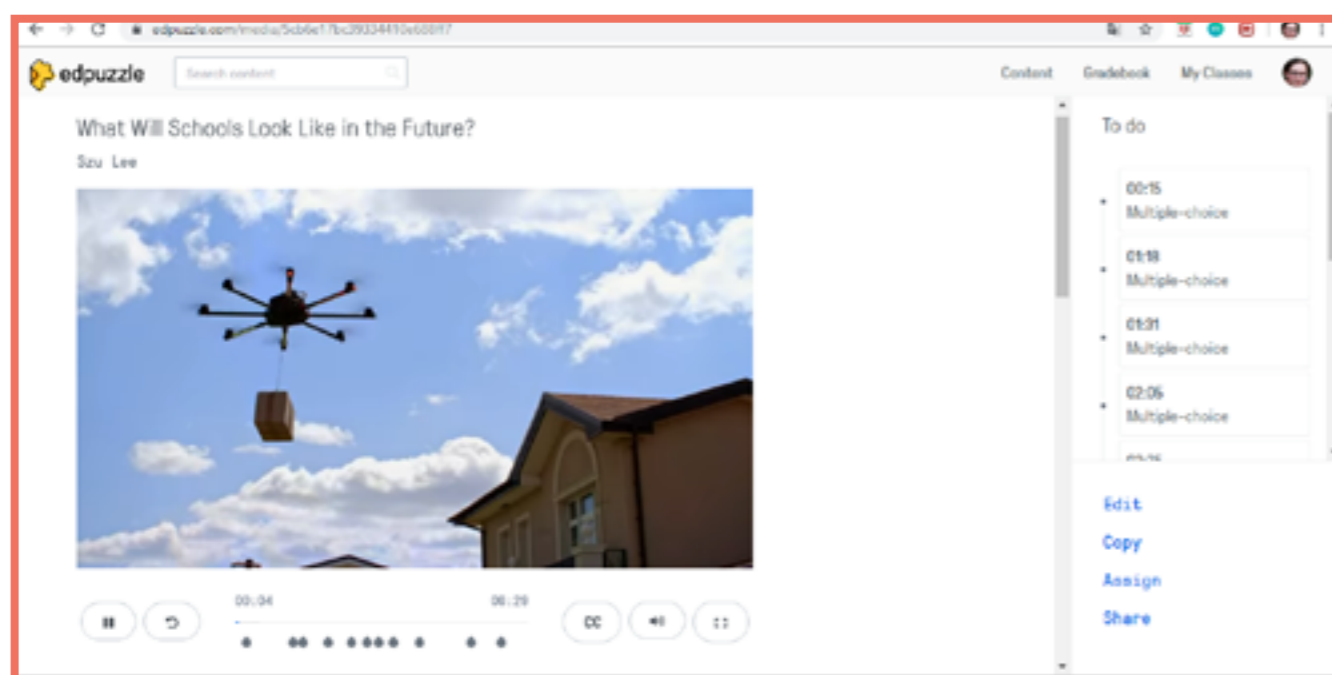 edpuzzle
Search content
Content
Gradebook
My Classes
What Will Schools Look Like in the Future?
Szu Lee
00:04
CC
To do
00:15
Multiple-choice
01:18
Multiple-choice
01:31
Multiple-choice
02:05
Multiple-choice
Edit
Copy
Assign
Share